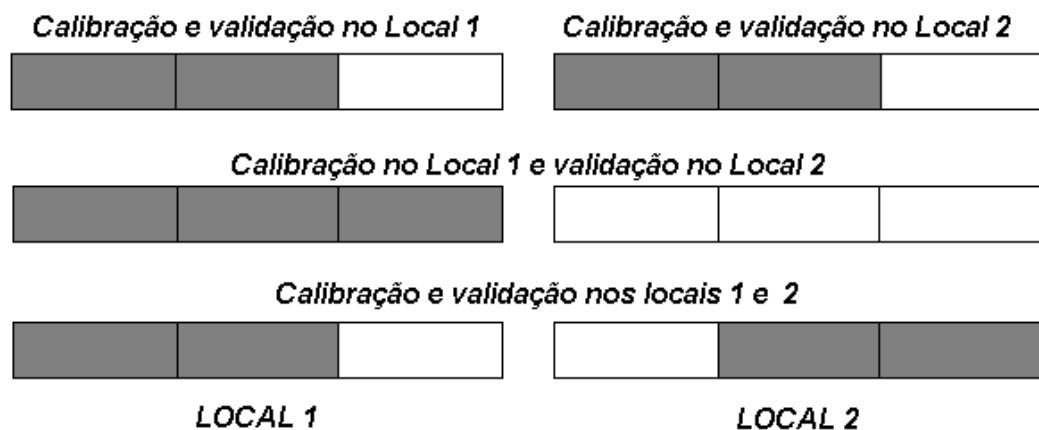 Calibração e validação no Local 1
Calibração e validação no Local 2
Calibração no Local 1 e validação no Local 2
Calibração e validação nos locais 1 e 2
LOCAL 1
LOCAL 2